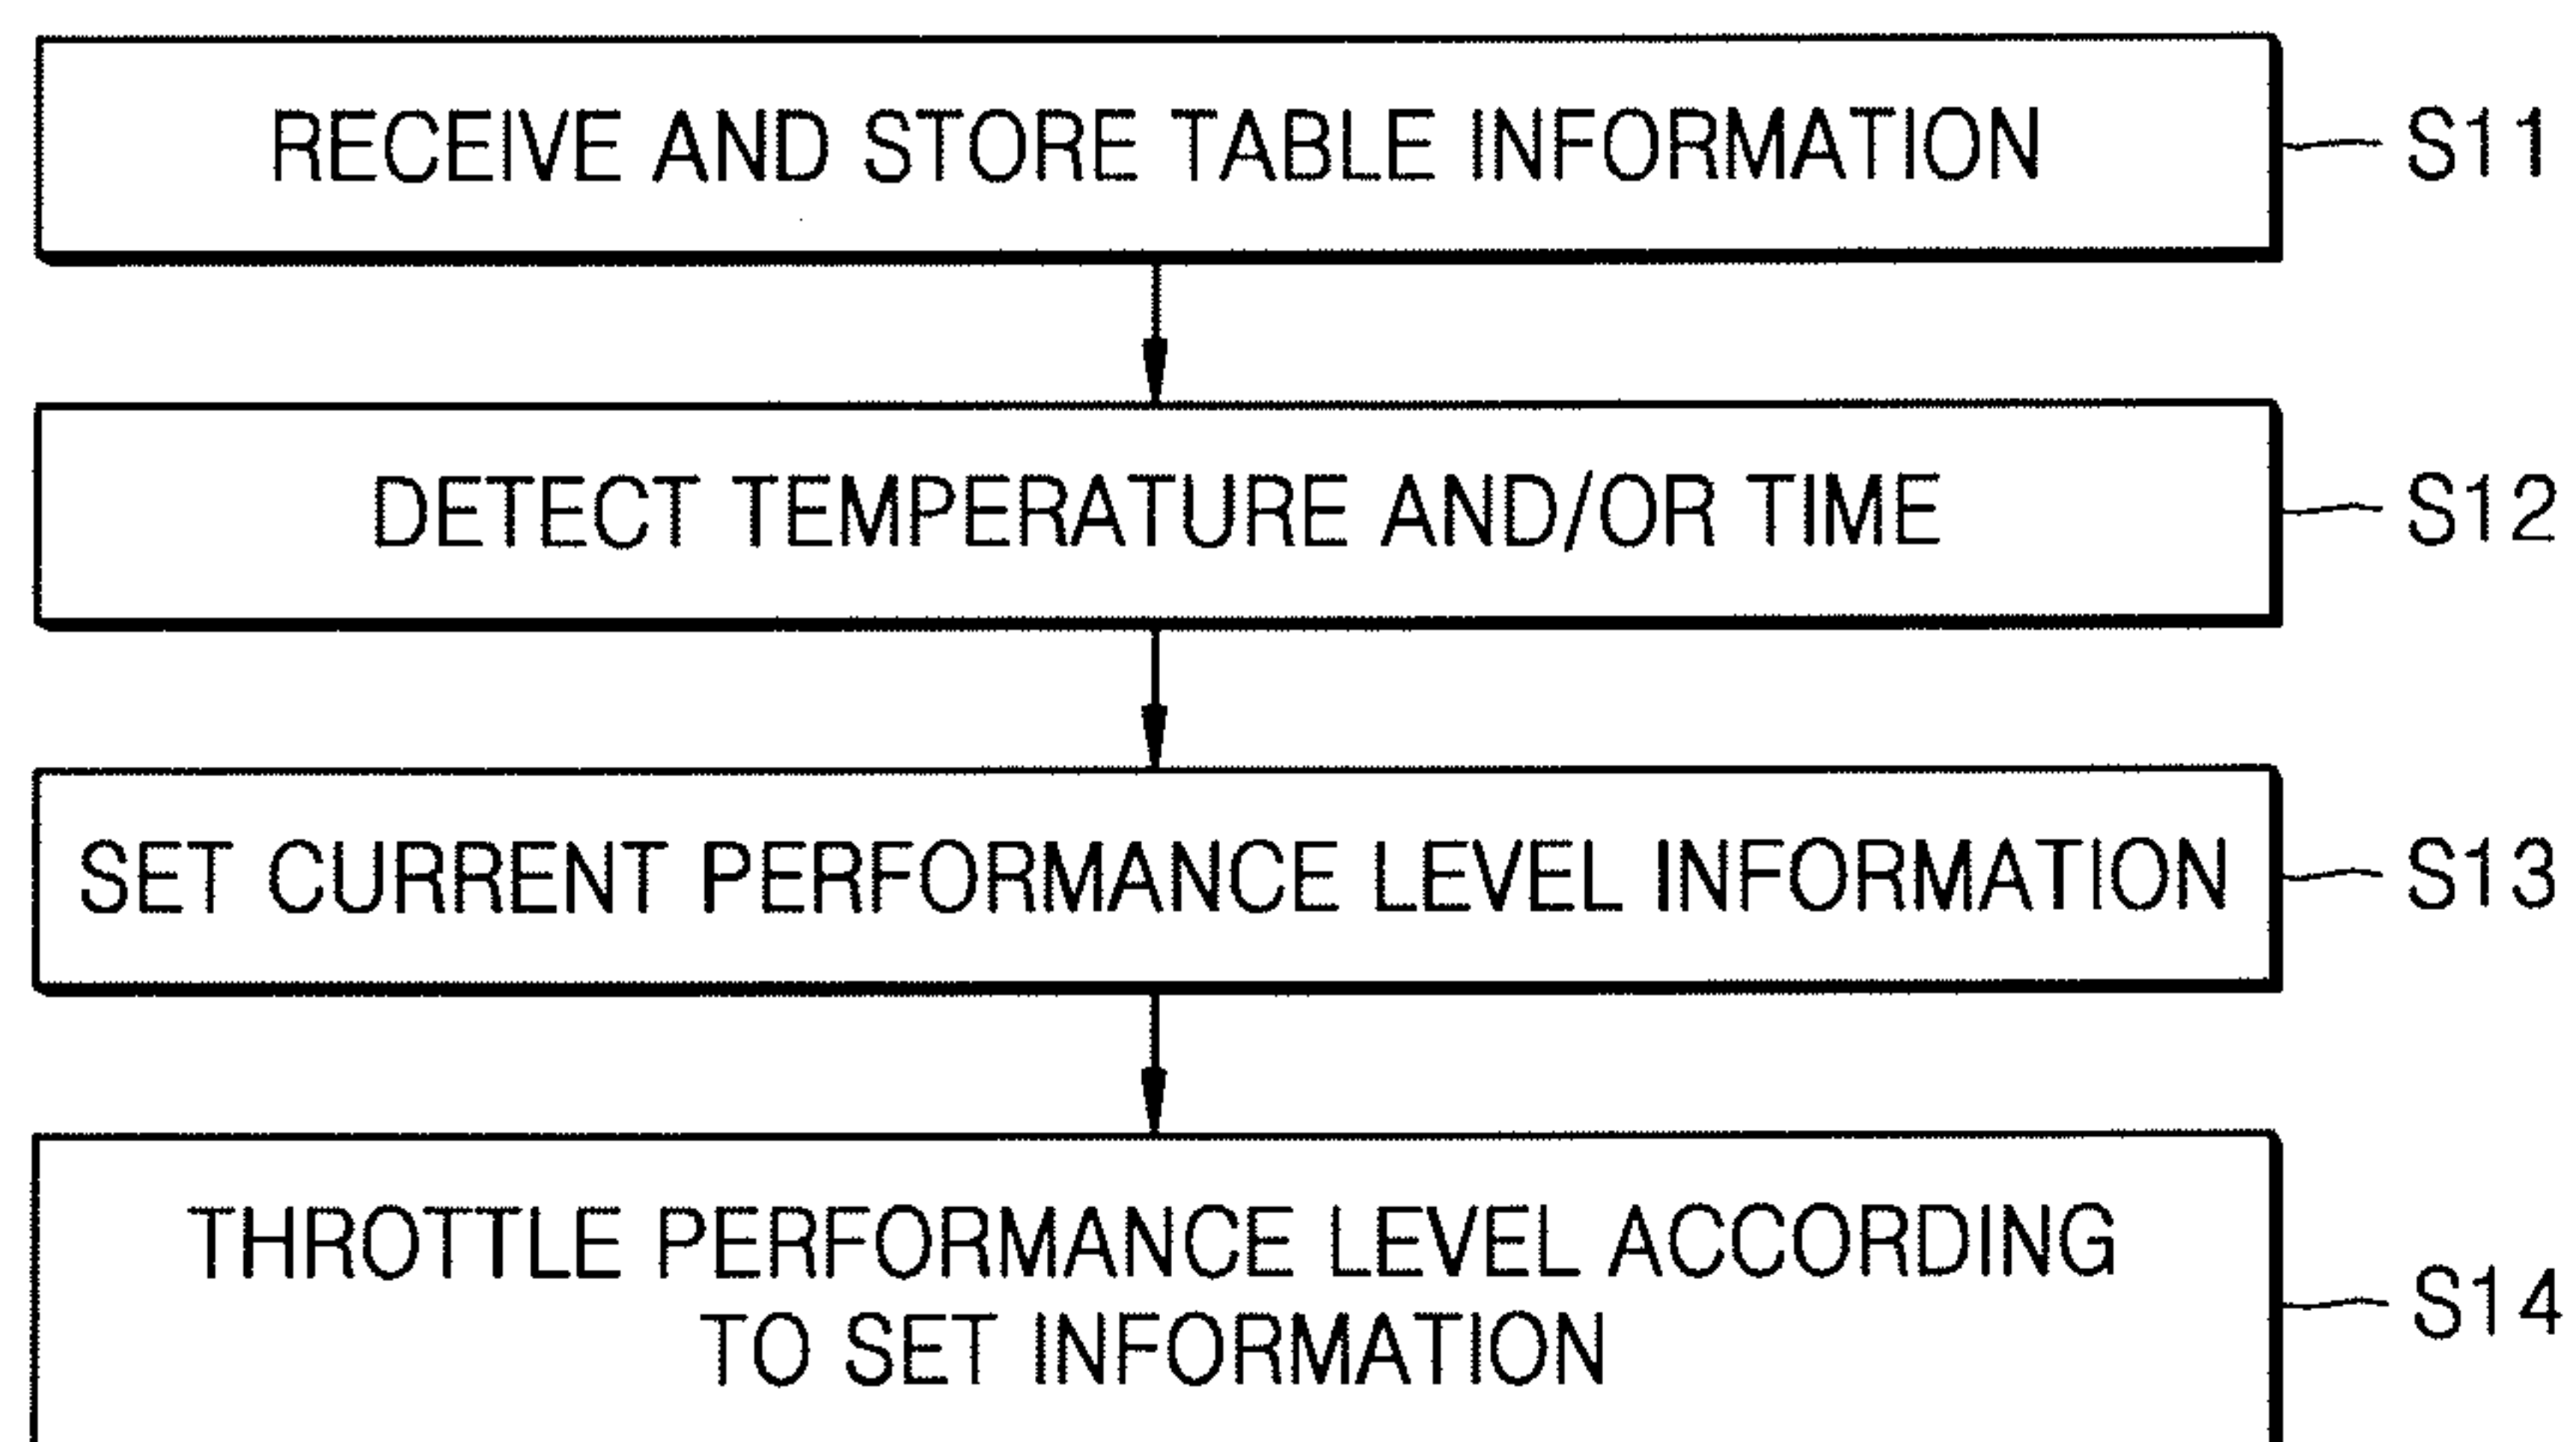 RECEIVE AND STORE TABLE INFORMATION S11
DETECT TEMPERATURE AND/OR TIME S12
SET CURRENT PERFORMANCE LEVEL INFORMATION S13
THROTTLE PERFORMANCE LEVEL ACCORDING
TO SET INFORMATION S14